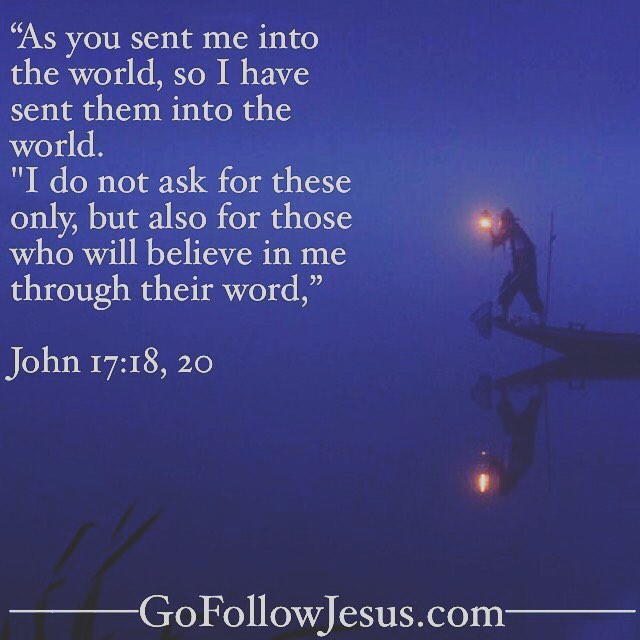 “As you sent me into
the world, so I have
sent them into the
world.
"I do not ask for these
only, but also for those
who will believe in me
through their word,”
John 17:18, 20
GoFollowJesus.com